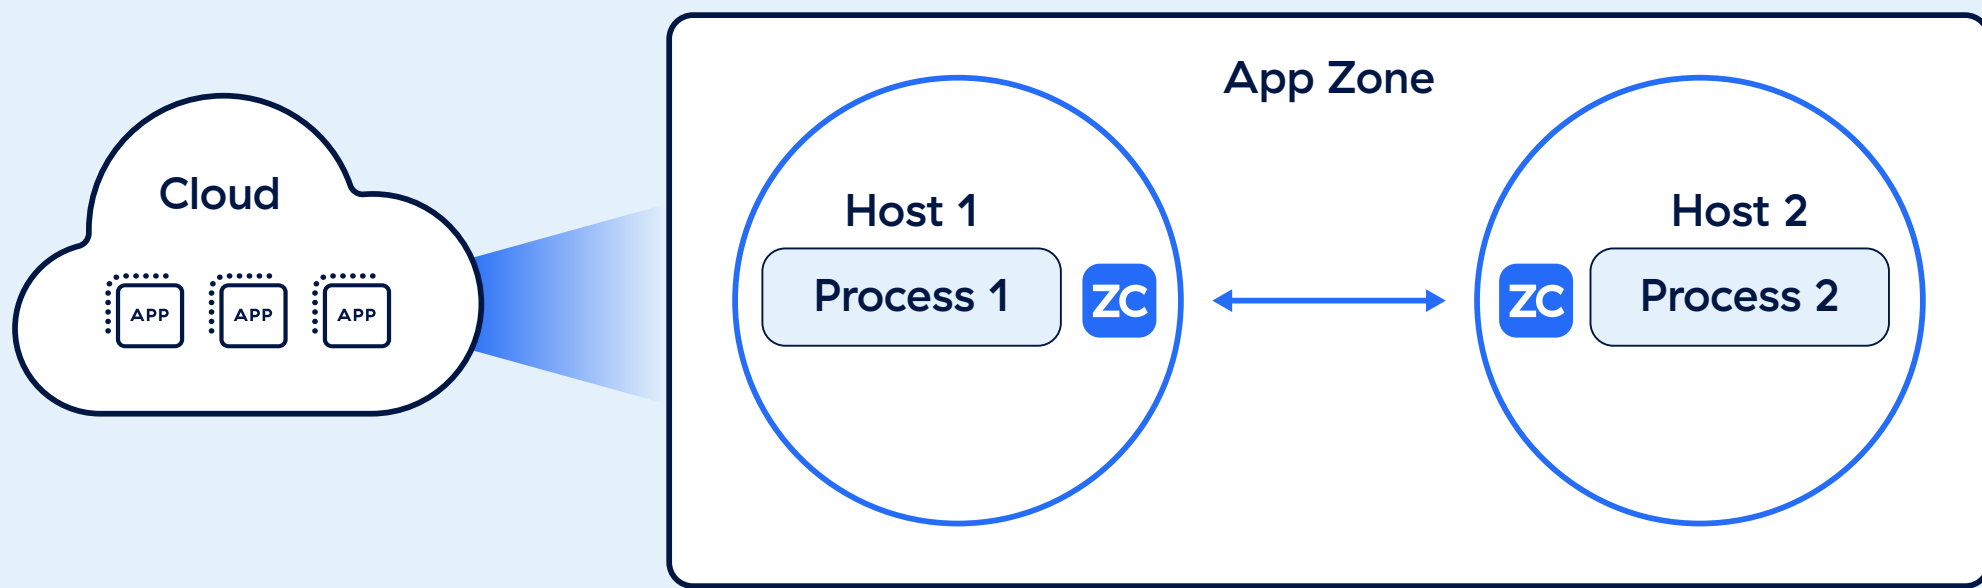 Cloud
APP APP APP
App Zone
Host 1
Process 1
ZC
Host 2
ZC
Process 2